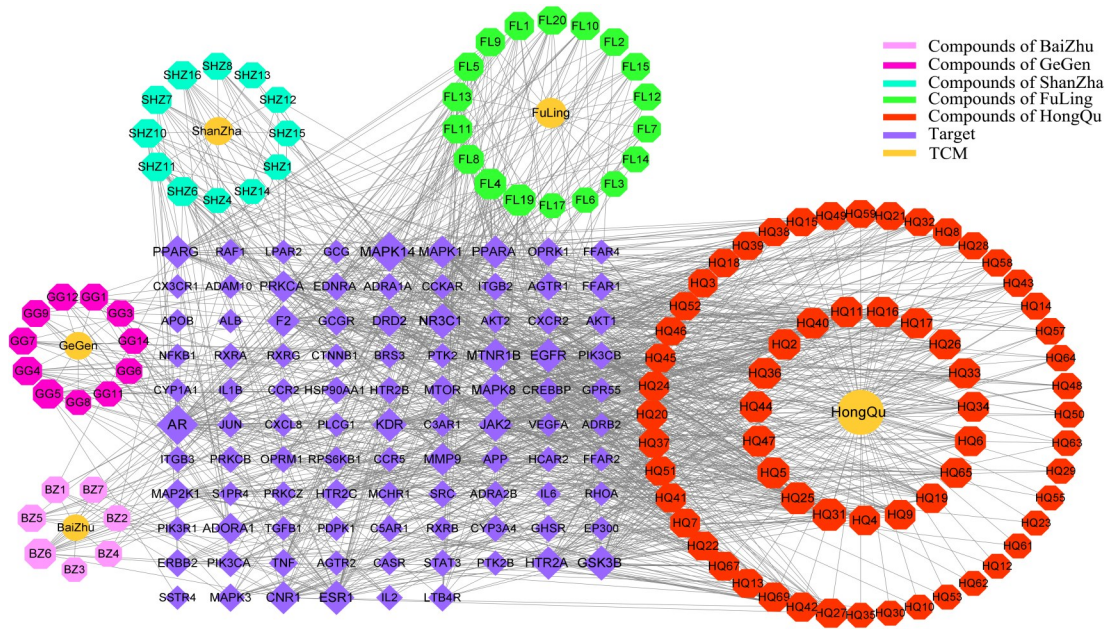 Compounds of BaiZhu
Compounds of GeGen
Compounds of ShanZha
Compounds of FuLing
Compounds of HongQu
Target
TCM
SHZ8
SHZ13
SHZ12
SHZ15
SHZ1
SHZ14
SHZ4
SHZ6
SHZ11
SHZ10
SHZ7
SHZ16
ShanZha
FL20
FL10
FL2
FL15
FL12
FL7
FL14
FL3
FL6
FL17
FL19
FL4
FL8
FL11
FL13
FL5
FL9
FL1
FuLing
GG12
GG1
GG3
GG14
GG6
GG11
GG8
GG5
GG4
GG7
GG9
GeGen
BZ1
BZ7
BZ2
BZ4
BZ3
BZ6
BZ5
BaiZhu
PPARG RAF1 LPAR2 GCG MAPK14 MAPK1 PPARA OPRK1 FFAR4
CX3CR1 ADAM10 PRKCA EDNRA ADRA1A CCKAR ITGB2 AGTR1 FFAR1
APOB ALB F2 GCGR DRD2 NR3C1 AKT2 CXCR2 AKT1
NFKB1 RXRA RXRG CTNNB1 BRS3 PTK2 MTNR1B EGFR PIK3CB
CYP1A1 IL1B CCR2 HSP90AA1 HTR2B MTOR MAPK8 CREBBP GPR55
AR JUN CXCL8 PLCG1 KDR C3AR1 JAK2 VEGFA ADRB2
ITGB3 PRKCB OPRM1 RPS6KB1 CCR5 MMP9 APP HCAR2 FFAR2
MAP2K1 S1PR4 PRKCZ HTR2C MCHR1 SRC ADRA2B IL6 RHOA
PIK3R1 ADORA1 TGFB1 PDPK1 C5AR1 RXRB CYP3A4 GHSR EP300
ERBB2 PIK3CA TNF AGTR2 CASR STAT3 PTK2B HTR2A GSK3B
SSTR4 MAPK3 CNR1 ESR1 IL2 LTB4R
HQ59
HQ21
HQ32
HQ8
HQ28
HQ58
HQ43
HQ14
HQ57
HQ64
HQ48
HQ50
HQ63
HQ29
HQ55
HQ23
HQ61
HQ12
HQ62
HQ53
HQ10
HQ30
HQ35
HQ27
HQ42
HQ69
HQ13
HQ67
HQ22
HQ7
HQ41
HQ51
HQ37
HQ20
HQ24
HQ45
HQ46
HQ52
HQ3
HQ18
HQ39
HQ38
HQ15
HQ49
HQ11
HQ16
HQ17
HQ26
HQ33
HQ34
HQ6
HQ65
HQ19
HQ9
HQ4
HQ31
HQ25
HQ5
HQ47
HQ44
HQ36
HQ2
HQ40
HongQu